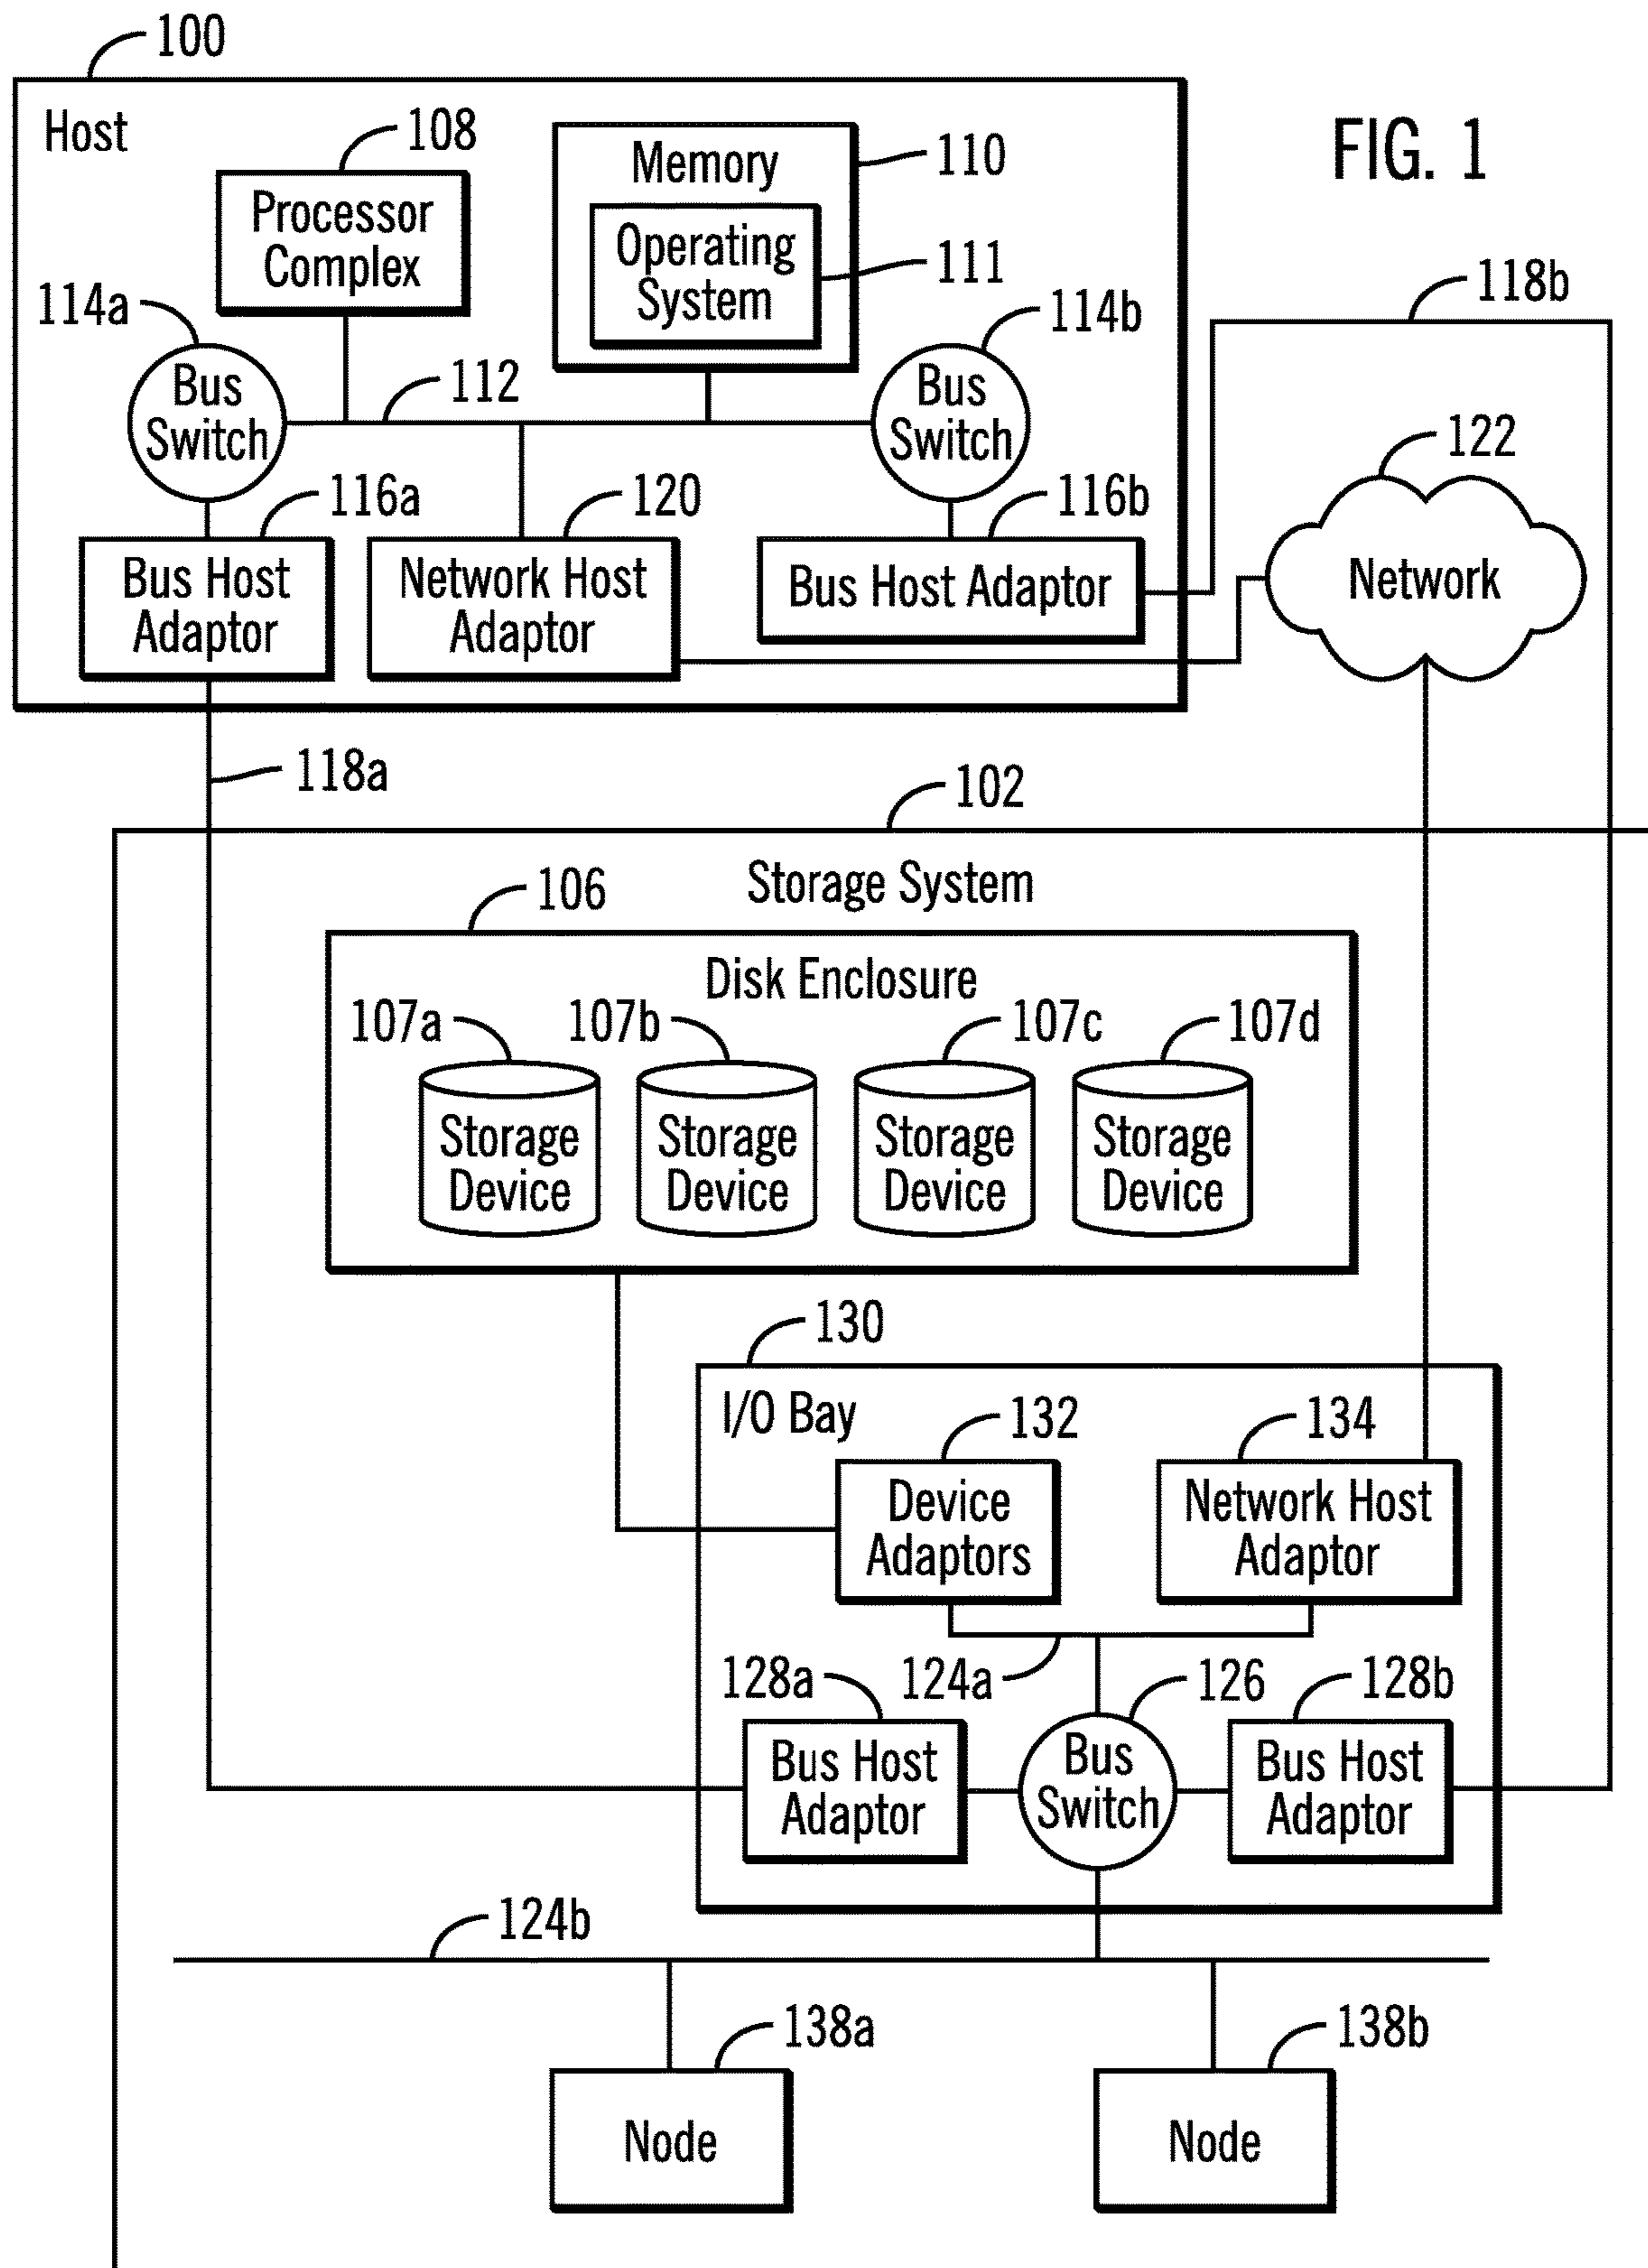 100
Host
108
FIG. 1
Memory
110
Processor
Complex
Operating
System
111
118b
114a
114b
Bus
Switch
112
Bus
Switch
122
116a
120
116b
Network
Bus Host
Adaptor
Network Host
Adaptor
Bus Host Adaptor
118a
102
Storage System
106
Disk Enclosure
107a
107b
107c
107d
Storage
Device
Storage
Device
Storage
Device
Storage
Device
130
I/O Bay
132
134
Device
Adaptors
Network Host
Adaptor
128a
124a
126
128b
Bus Host
Adaptor
Bus
Switch
Bus Host
Adaptor
124b
138a
138b
Node
Node